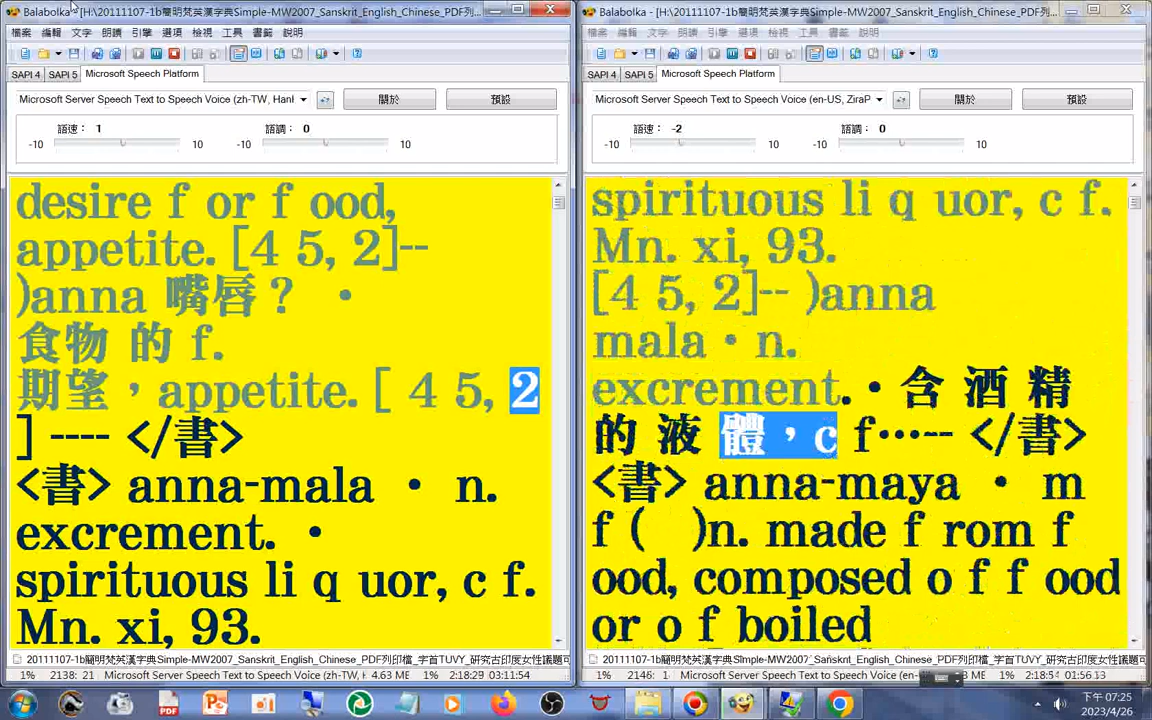 Balabolka - [H:\20111107-1b簡明梵英漢字典Simple-MW2007_Sanskrit_English_Chinese_PDF列...
檔案 編輯 文字 朗讀 引擎 選項 檢視 工具 書籤 說明
SAPI 4 SAPI 5 Microsoft Speech Platform
Microsoft Server Speech Text to Speech Voice (zh-TW, Hanl
關於 預設
語速： 1 語調： 0
-10 10 -10 10
desire f or f ood,
appetite. [4 5, 2]--
)anna 嘴唇？ •
食物 的 f.
期望，appetite. [ 4 5, 2
] ---- </書>
<書> anna-mala • n.
excrement. •
spirituous li q uor, c f.
Mn. xi, 93.
20111107-1b簡明梵英漢字典Simple-MW2007_Sanskrit_English_Chinese_PDF列印檔_字首TUVY_研究古印度女性議題可
1% 2138: 21 Microsoft Server Speech Text to Speech Voice (zh-TW, H 4.63 ME 1% 2:18:29 03:11:54
Balabolka - [H:\20111107-1b簡明梵英漢字典Simple-MW2007_Sanskrit_English_Chinese_PDF列...
檔案 編輯 文字 朗讀 引擎 選項 檢視 工具 書籤 說明
SAPI 4 SAPI 5 Microsoft Speech Platform
Microsoft Server Speech Text to Speech Voice (en-US, ZiraP
關於 預設
語速： -2 語調： 0
-10 10 -10 10
spirituous li q uor, c f.
Mn. xi, 93.
[4 5, 2]-- )anna
mala • n.
excrement. • 含 酒 精
的 液 體，c f…-- </書>
<書> anna-maya • m
f ( )n. made f rom f
ood, composed o f f ood
or o f boiled
20111107-1b簡明梵英漢字典Simple-MW2007_Sanskrit_English_Chinese_PDF列印檔_字首TUVY_研究古印度女性議題可
1% 2146: Microsoft Server Speech Text to Speech Voice 1% 2:18:5 01:56:13
下午 07:25
2023/4/26